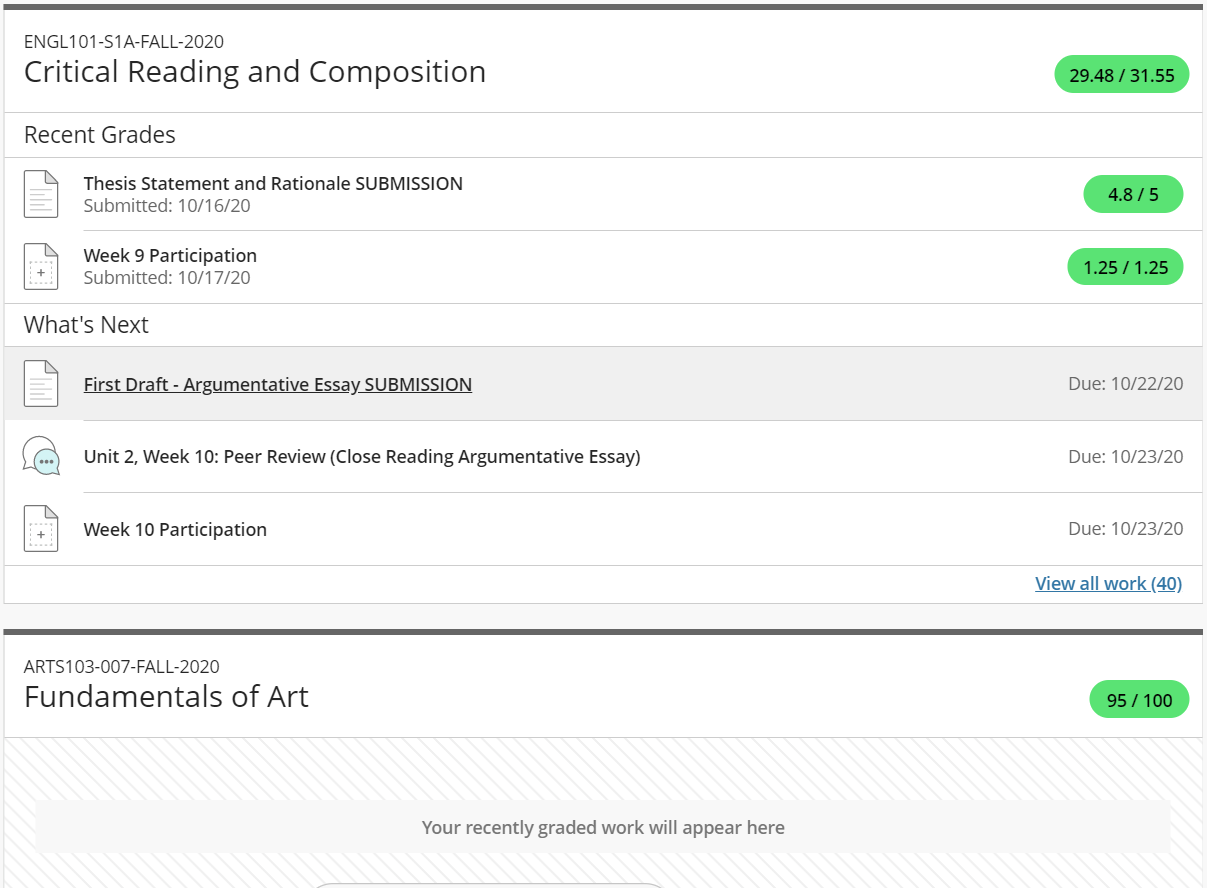 ENGL101-S1A-FALL-2020
Critical Reading and Composition
29.48 / 31.55
Recent Grades
Thesis Statement and Rationale SUBMISSION
Submitted: 10/16/20
4.8 / 5
Week 9 Participation
Submitted: 10/17/20
1.25 / 1.25
What's Next
First Draft - Argumentative Essay SUBMISSION
Due: 10/22/20
Unit 2, Week 10: Peer Review (Close Reading Argumentative Essay)
Due: 10/23/20
Week 10 Participation
Due: 10/23/20
View all work (40)
ARTS103-007-FALL-2020
Fundamentals of Art
95 / 100
Your recently graded work will appear here